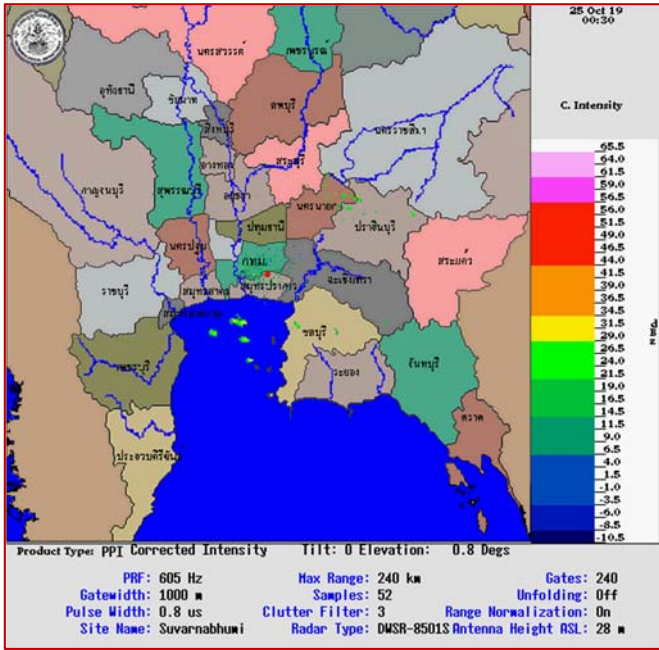 25 Oct 19
00:30
นครสวรรค์
เพชรบูรณ์
C. Intensity
อุทัยธานี
ชัยนาท
ลพบุรี
สิงห์บุรี
นครราชสีมา
65.5
64.0
61.5
59.0
56.5
56.0
51.5
49.0
46.5
44.0
41.5
39.0
36.5
34.0
31.5
29.0
26.5
24.0
21.5
19.0
16.5
14.0
11.5
9.0
6.5
4.0
1.5
-1.0
-3.5
-6.0
-8.5
-10.5
อ่างทอง
สระบุรี
กาญจนบุรี
สุพรรณบุรี
อยุธยา
นครนายก
ปราจีนบุรี
นครปฐม
ปทุมธานี
สระแก้ว
กทม.
ราชบุรี
สมุทรสาคร
สมุทรปราการ
ฉะเชิงเทรา
ชลบุรี
เพชรบุรี
ระยอง
จันทบุรี
ตราด
ประจวบคีรีขันธ์
Product Type: PPI Corrected Intensity Tilt: 0 Elevation: 0.8 Degs
PRF: 605 Hz Max Range: 240 km Gates: 240
Gatewidth: 1000 m Samples: 52 Unfolding: Off
Pulse Width: 0.8 us Clutter Filter: 3 Range Normalization: On
Site Name: Suvarnabhumi Radar Type: DWSR-8501S Antenna Height ASL: 28 m